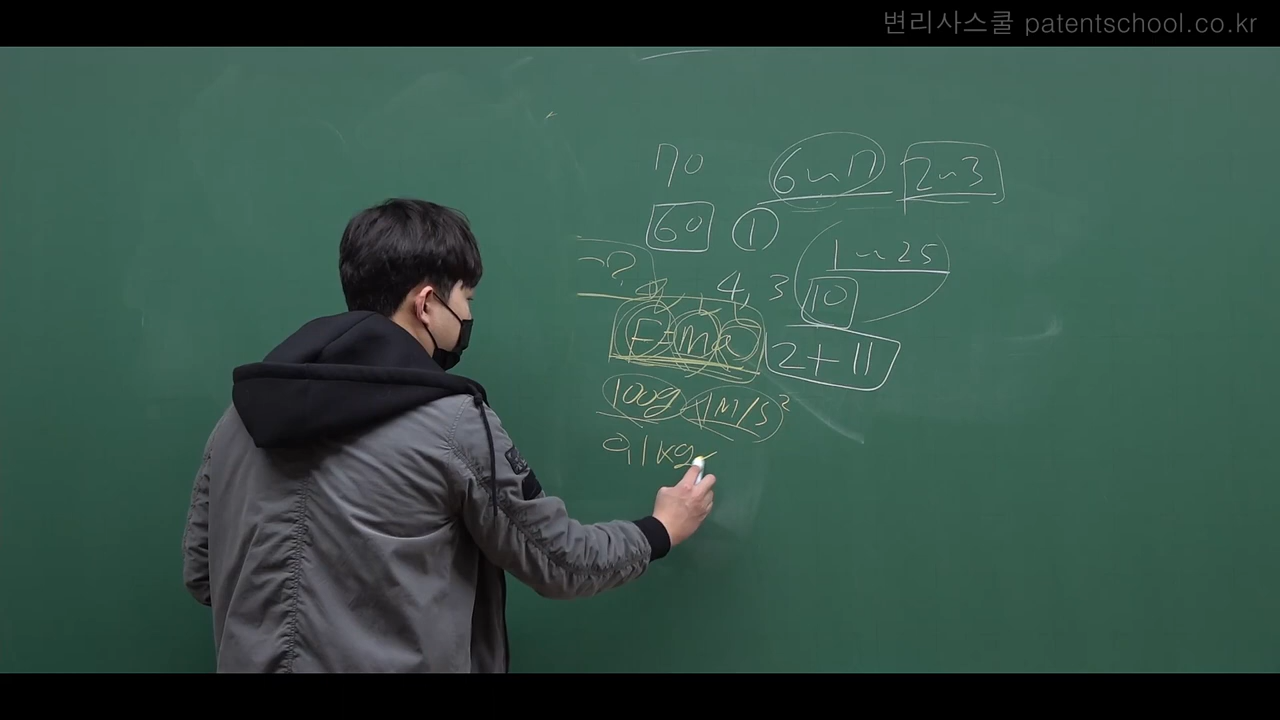 변리사스쿨 patentschool.co.kr
70 6~17 2~3
60 ① 1~25
~? 4, 3 10
F=ma 2+11
100g 1m/s²
0.1kg